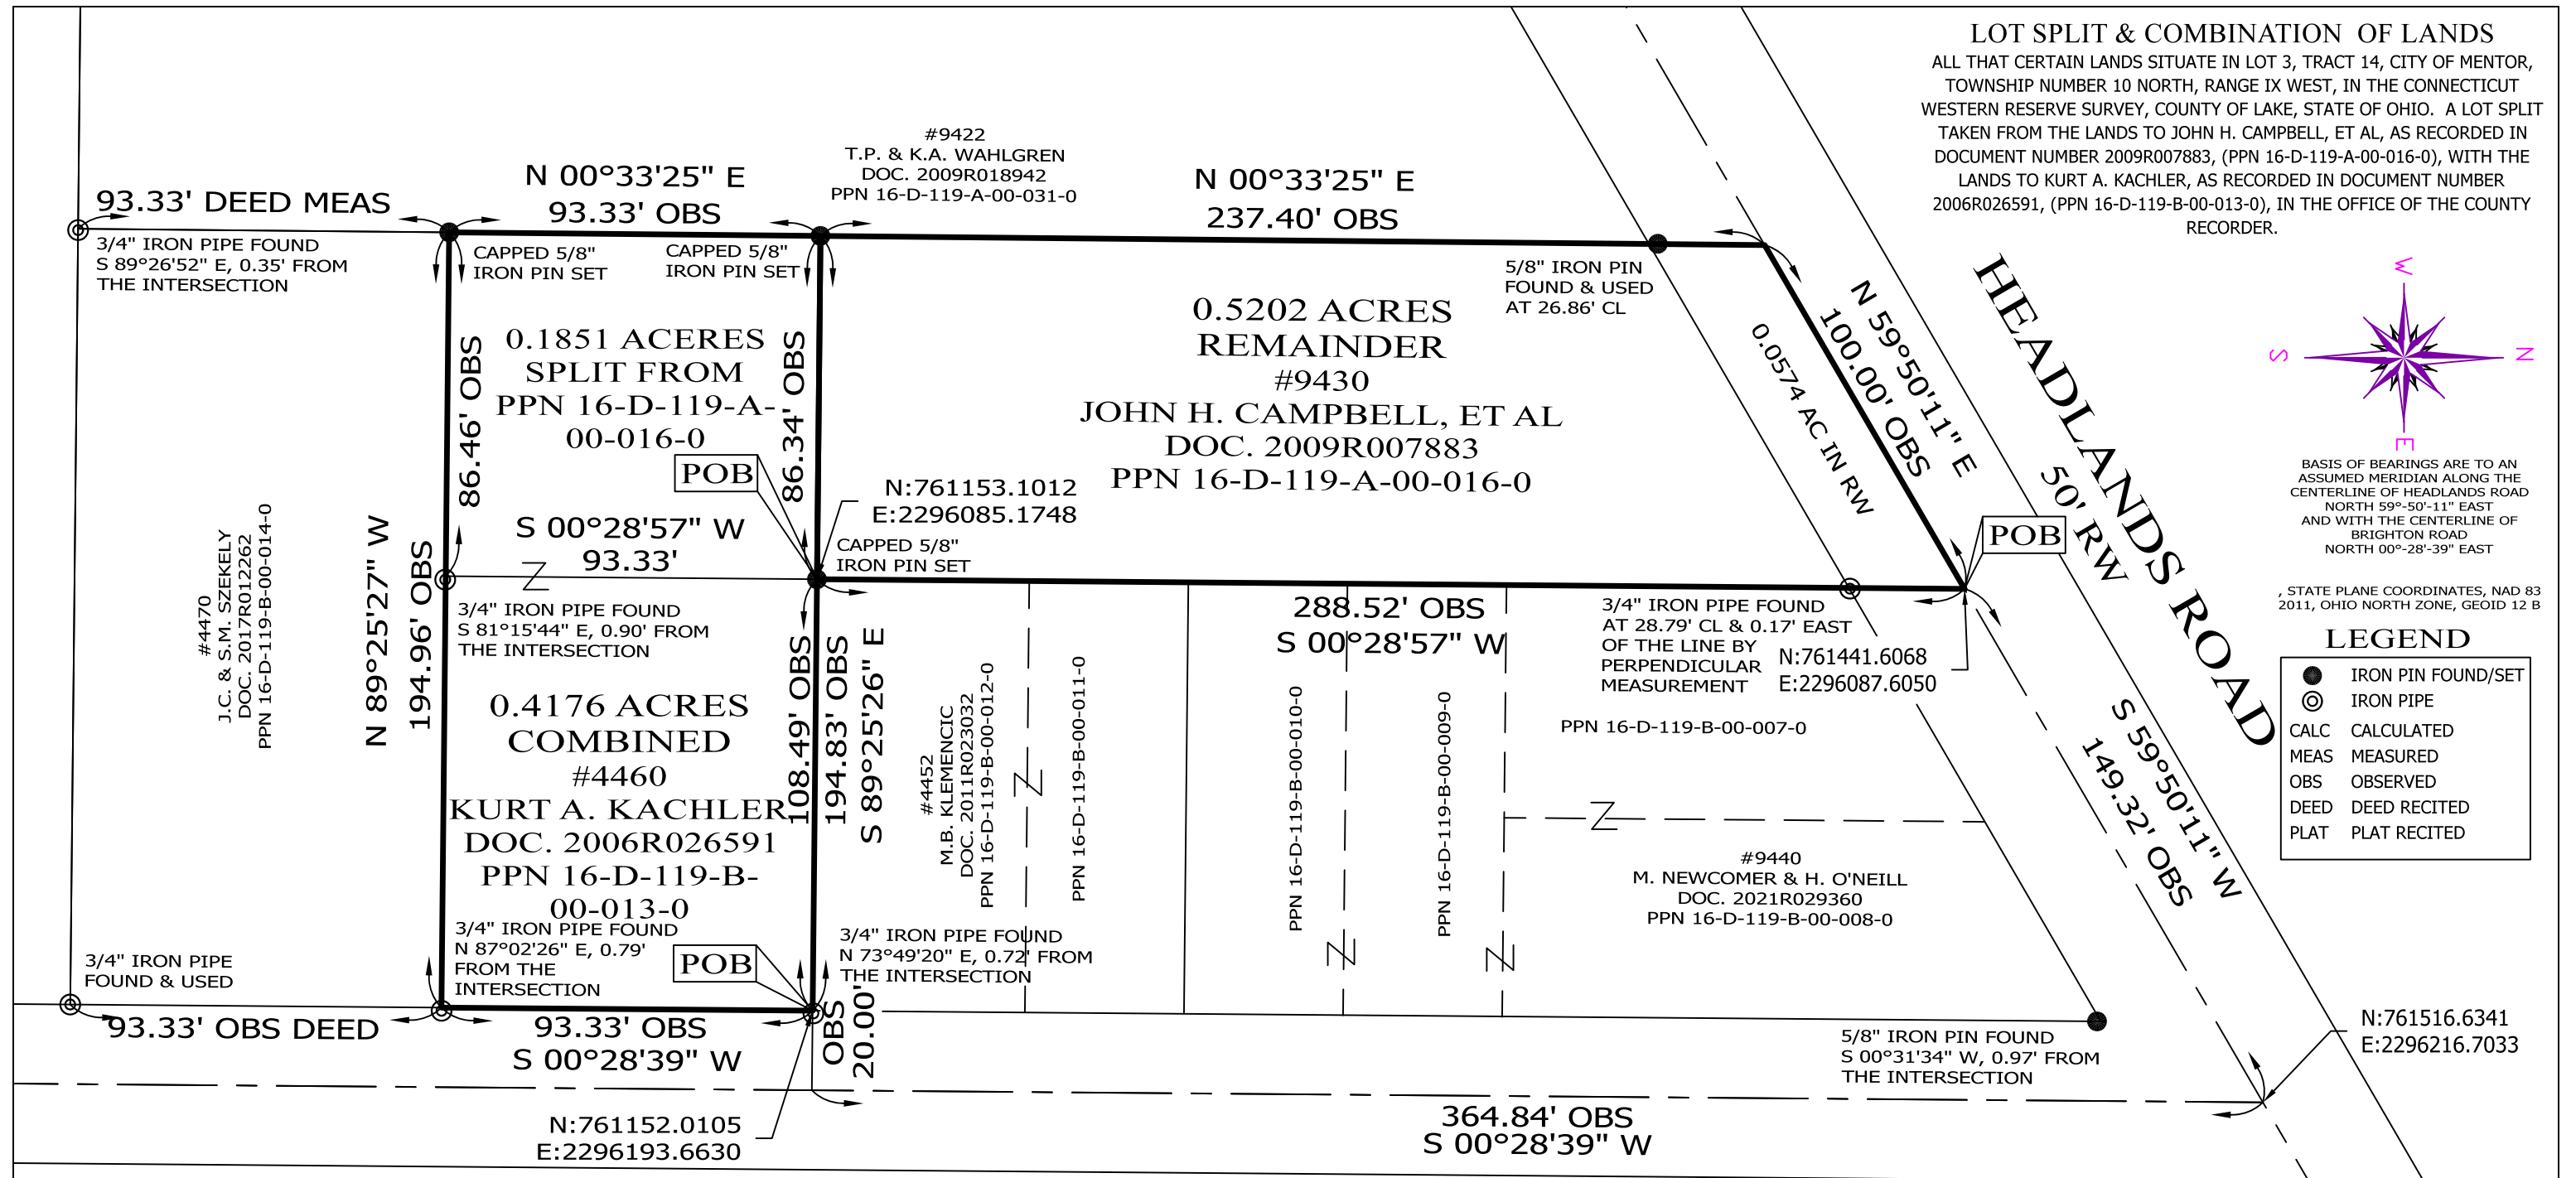 LOT SPLIT & COMBINATION OF LANDS
ALL THAT CERTAIN LANDS SITUATE IN LOT 3, TRACT 14, CITY OF MENTOR,
TOWNSHIP NUMBER 10 NORTH, RANGE IX WEST, IN THE CONNECTICUT
WESTERN RESERVE SURVEY, COUNTY OF LAKE, STATE OF OHIO. A LOT SPLIT
TAKEN FROM THE LANDS TO JOHN H. CAMPBELL, ET AL, AS RECORDED IN
DOCUMENT NUMBER 2009R007883, (PPN 16-D-119-A-00-016-0), WITH THE
LANDS TO KURT A. KACHLER, AS RECORDED IN DOCUMENT NUMBER
2006R026591, (PPN 16-D-119-B-00-013-0), IN THE OFFICE OF THE COUNTY
RECORDER.
#9422
T.P. & K.A. WAHLGREN
DOC. 2009R018942
PPN 16-D-119-A-00-031-0
93.33' DEED MEAS
N 00°33'25" E
93.33' OBS
N 00°33'25" E
237.40' OBS
3/4" IRON PIPE FOUND
S 89°26'52" E, 0.35' FROM
THE INTERSECTION
CAPPED 5/8"
IRON PIN SET
CAPPED 5/8"
IRON PIN SET
5/8" IRON PIN
FOUND & USED
AT 26.86' CL
0.1851 ACERES
SPLIT FROM
PPN 16-D-119-A-
00-016-0
86.46' OBS
86.34' OBS
POB
0.5202 ACRES
REMAINDER
#9430
JOHN H. CAMPBELL, ET AL
DOC. 2009R007883
PPN 16-D-119-A-00-016-0
N:761153.1012
E:2296085.1748
CAPPED 5/8"
IRON PIN SET
0.0574 AC IN RW
N 59°50'11" E
100.00' OBS
HEADLANDS ROAD
50' RW
POB
W
N
S
E
BASIS OF BEARINGS ARE TO AN
ASSUMED MERIDIAN ALONG THE
CENTERLINE OF HEADLANDS ROAD
NORTH 59°-50'-11" EAST
AND WITH THE CENTERLINE OF
BRIGHTON ROAD
NORTH 00°-28'-39" EAST
, STATE PLANE COORDINATES, NAD 83
2011, OHIO NORTH ZONE, GEOID 12 B
LEGEND
IRON PIN FOUND/SET
IRON PIPE
CALC CALCULATED
MEAS MEASURED
OBS OBSERVED
DEED DEED RECITED
PLAT PLAT RECITED
#4470
J.C. & S.M. SZEKELY
DOC. 2017R012262
PPN 16-D-119-B-00-014-0
N 89°25'27" W
194.96' OBS
S 00°28'57" W
93.33'
Z
3/4" IRON PIPE FOUND
S 81°15'44" E, 0.90' FROM
THE INTERSECTION
0.4176 ACRES
COMBINED
#4460
KURT A. KACHLER
DOC. 2006R026591
PPN 16-D-119-B-
00-013-0
108.49' OBS
194.83' OBS
S 89°25'26" E
#4452
M.B. KLEMENCIC
DOC. 2011R023032
PPN 16-D-119-B-00-012-0
Z
PPN 16-D-119-B-00-011-0
288.52' OBS
S 00°28'57" W
PPN 16-D-119-B-00-010-0
Z
PPN 16-D-119-B-00-009-0
Z
3/4" IRON PIPE FOUND
AT 28.79' CL & 0.17' EAST
OF THE LINE BY
PERPENDICULAR
MEASUREMENT
N:761441.6068
E:2296087.6050
PPN 16-D-119-B-00-007-0
Z
#9440
M. NEWCOMER & H. O'NEILL
DOC. 2021R029360
PPN 16-D-119-B-00-008-0
S 59°50'11" W
149.32' OBS
3/4" IRON PIPE
FOUND & USED
3/4" IRON PIPE FOUND
N 87°02'26" E, 0.79'
FROM THE
INTERSECTION
POB
3/4" IRON PIPE FOUND
N 73°49'20" E, 0.72' FROM
THE INTERSECTION
93.33' OBS DEED
93.33' OBS
S 00°28'39" W
OBS
20.00'
5/8" IRON PIN FOUND
S 00°31'34" W, 0.97' FROM
THE INTERSECTION
N:761516.6341
E:2296216.7033
N:761152.0105
E:2296193.6630
364.84' OBS
S 00°28'39" W